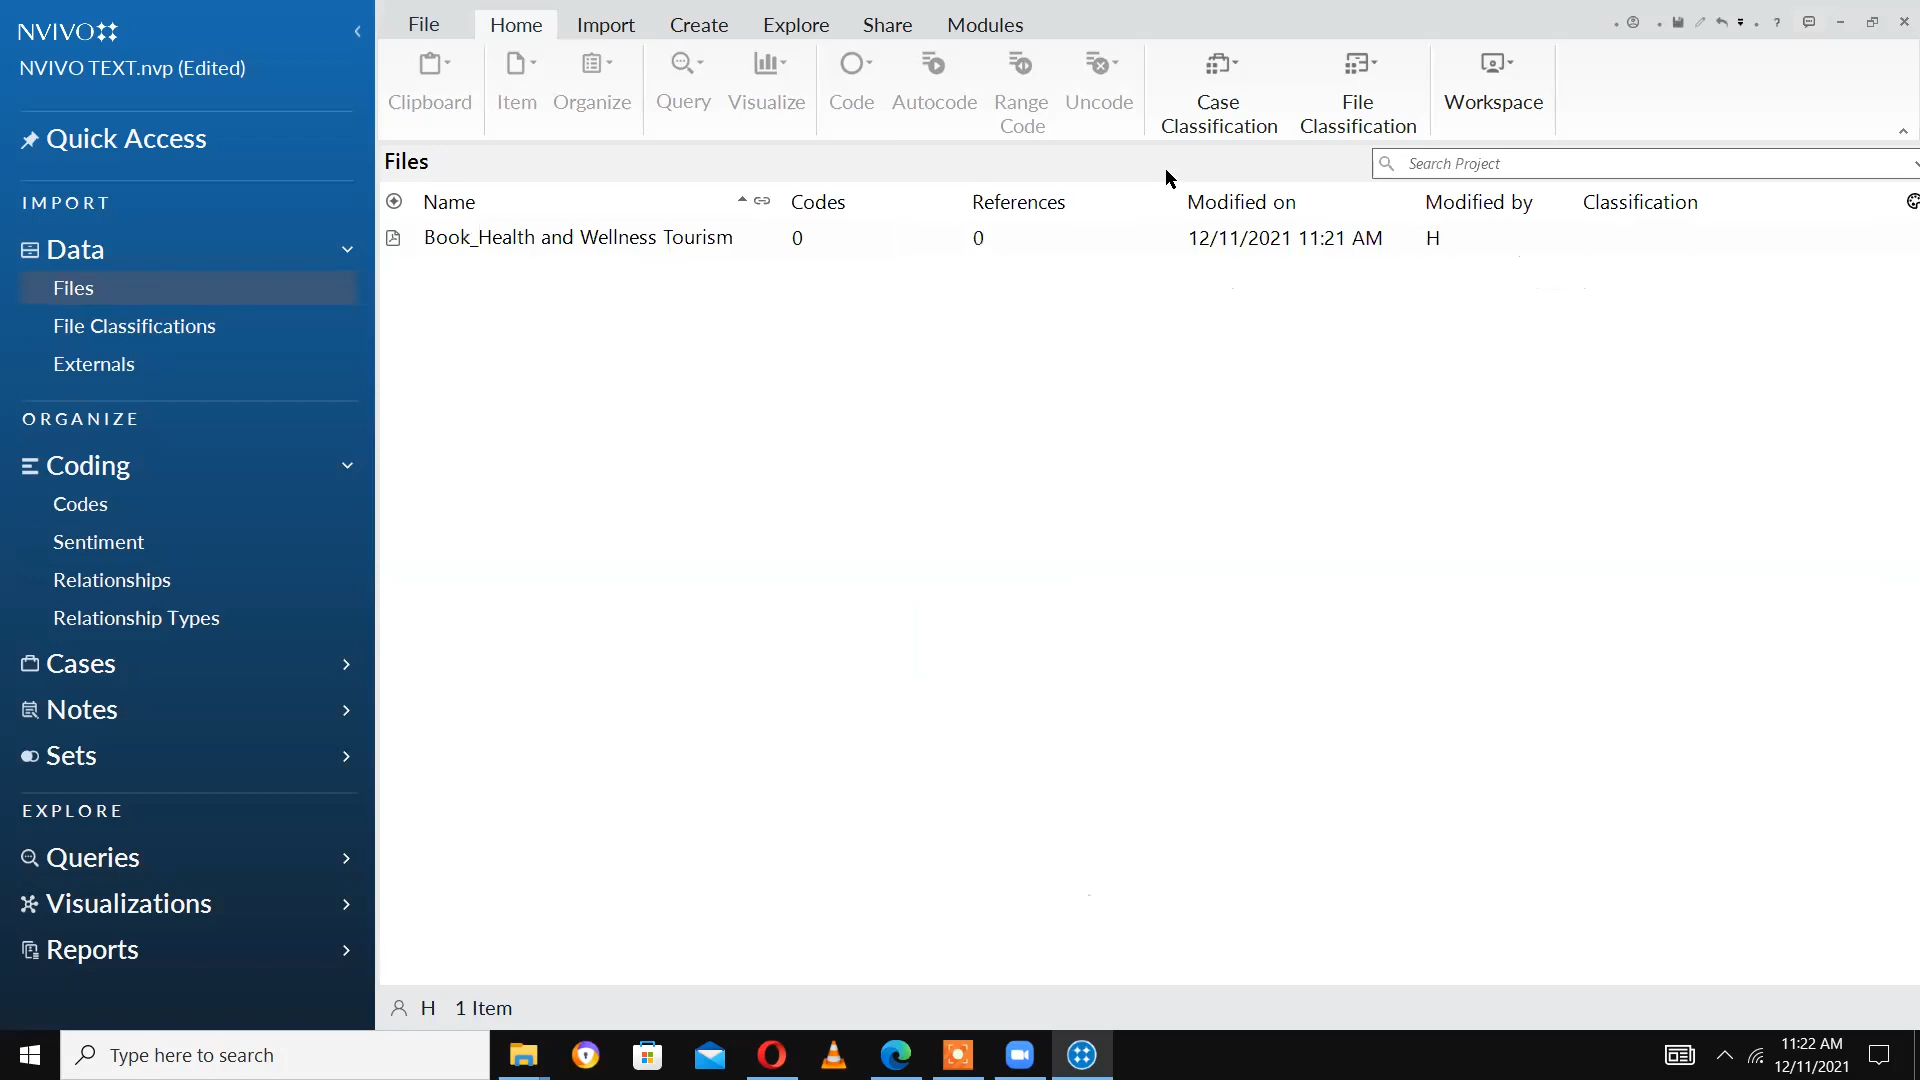 NVIVO
NVIVO TEXT.nvp (Edited)
Quick Access
IMPORT
Data
Files
File Classifications
Externals
ORGANIZE
Coding
Codes
Sentiment
Relationships
Relationship Types
Cases
Notes
Sets
EXPLORE
Queries
Visualizations
Reports
File Home Import Create Explore Share Modules
Clipboard Item Organize Query Visualize Code Autocode Range Code Uncode Case Classification File Classification Workspace
Files
Search Project
Name Codes References Modified on Modified by Classification
Book_Health and Wellness Tourism 0 0 12/11/2021 11:21 AM H
H 1 Item
Type here to search
11:22 AM
12/11/2021